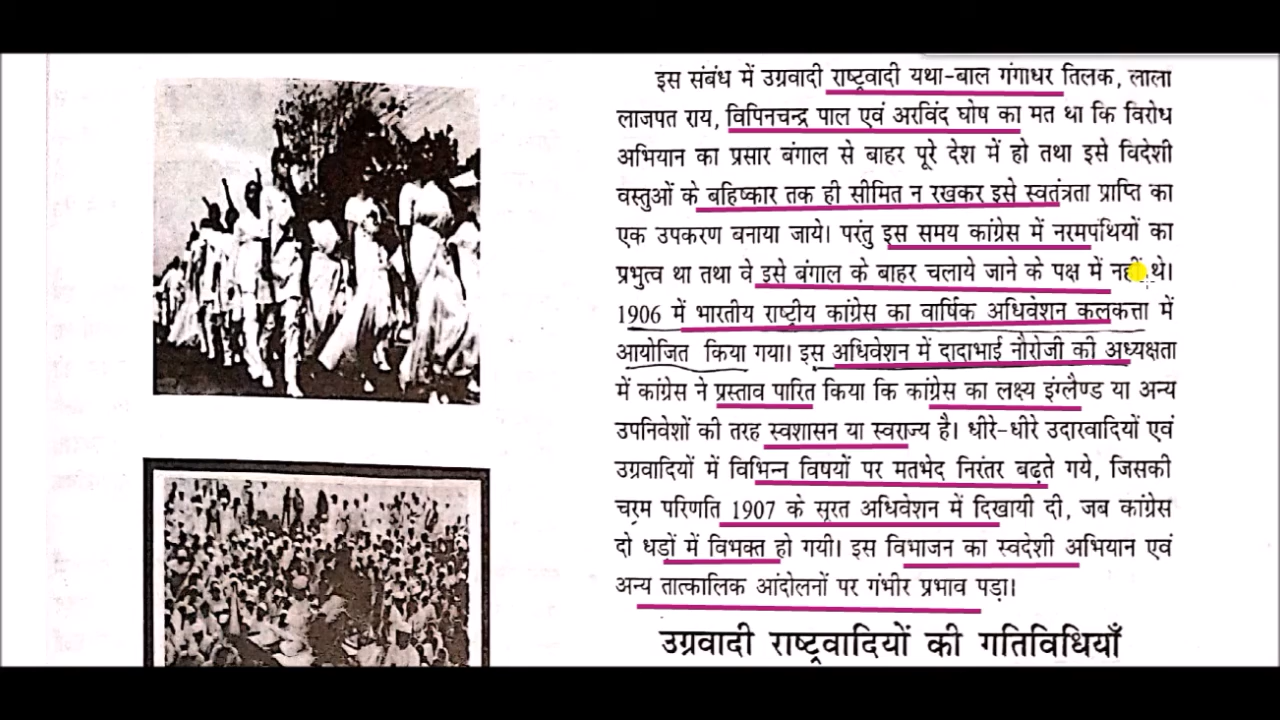 इस संबंध में उग्रवादी राष्ट्रवादी यथा-बाल गंगाधर तिलक, लाला
लाजपत राय, विपिनचन्द्र पाल एवं अरविंद घोष का मत था कि विरोध
अभियान का प्रसार बंगाल से बाहर पूरे देश में हो तथा इसे विदेशी
वस्तुओं के बहिष्कार तक ही सीमित न रखकर इसे स्वतंत्रता प्राप्ति का
एक उपकरण बनाया जाये। परंतु इस समय कांग्रेस में नरमपंथियों का
प्रभुत्व था तथा वे इसे बंगाल के बाहर चलाये जाने के पक्ष में नहीं थे।
1906 में भारतीय राष्ट्रीय कांग्रेस का वार्षिक अधिवेशन कलकत्ता में
आयोजित किया गया। इस अधिवेशन में दादाभाई नौरोजी की अध्यक्षता
में कांग्रेस ने प्रस्ताव पारित किया कि कांग्रेस का लक्ष्य इंग्लैण्ड या अन्य
उपनिवेशों की तरह स्वशासन या स्वराज्य है। धीरे-धीरे उदारवादियों एवं
उग्रवादियों में विभिन्न विषयों पर मतभेद निरंतर बढ़ते गये, जिसकी
चरम परिणति 1907 के सूरत अधिवेशन में दिखायी दी, जब कांग्रेस
दो धड़ों में विभक्त हो गयी। इस विभाजन का स्वदेशी अभियान एवं
अन्य तात्कालिक आंदोलनों पर गंभीर प्रभाव पड़ा।
उग्रवादी राष्ट्रवादियों की गतिविधियाँ